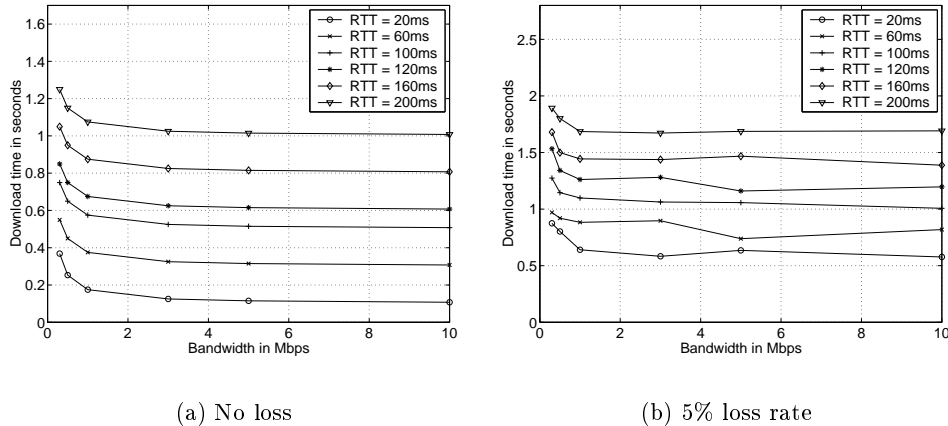 1.6
1.4
1.2
1
0.8
0.6
0.4
0.2
0
0
2
4
6
8
10
Download time in seconds
Bandwidth in Mbps
RTT = 20ms
RTT = 60ms
RTT = 100ms
RTT = 120ms
RTT = 160ms
RTT = 200ms
(a) No loss
2.5
2
1.5
1
0.5
0
0
2
4
6
8
10
Download time in seconds
Bandwidth in Mbps
RTT = 20ms
RTT = 60ms
RTT = 100ms
RTT = 120ms
RTT = 160ms
RTT = 200ms
(b) 5% loss rate